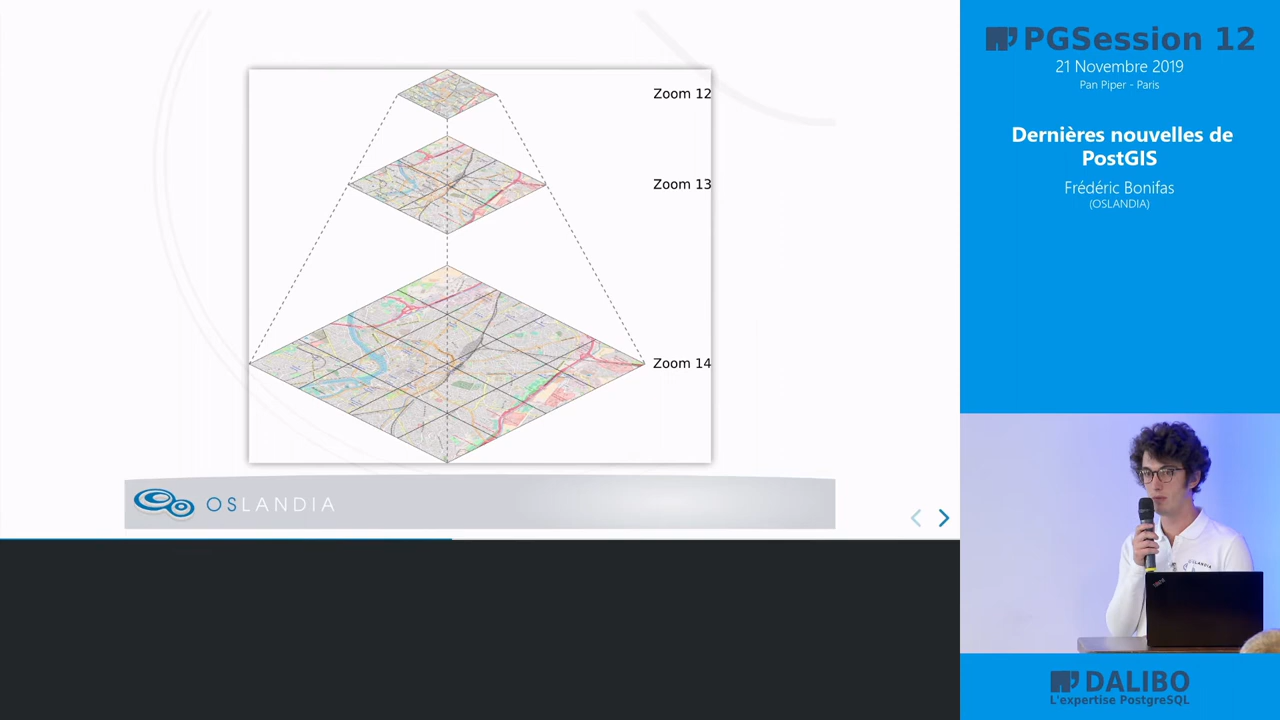 Zoom 12
Zoom 13
Zoom 14
OSLANDIA
PGSession 12
21 Novembre 2019
Pan Piper - Paris
Dernières nouvelles de
PostGIS
Frédéric Bonifas
(OSLANDIA)
OSLANDIA
DALIBO
L'expertise PostgreSQL